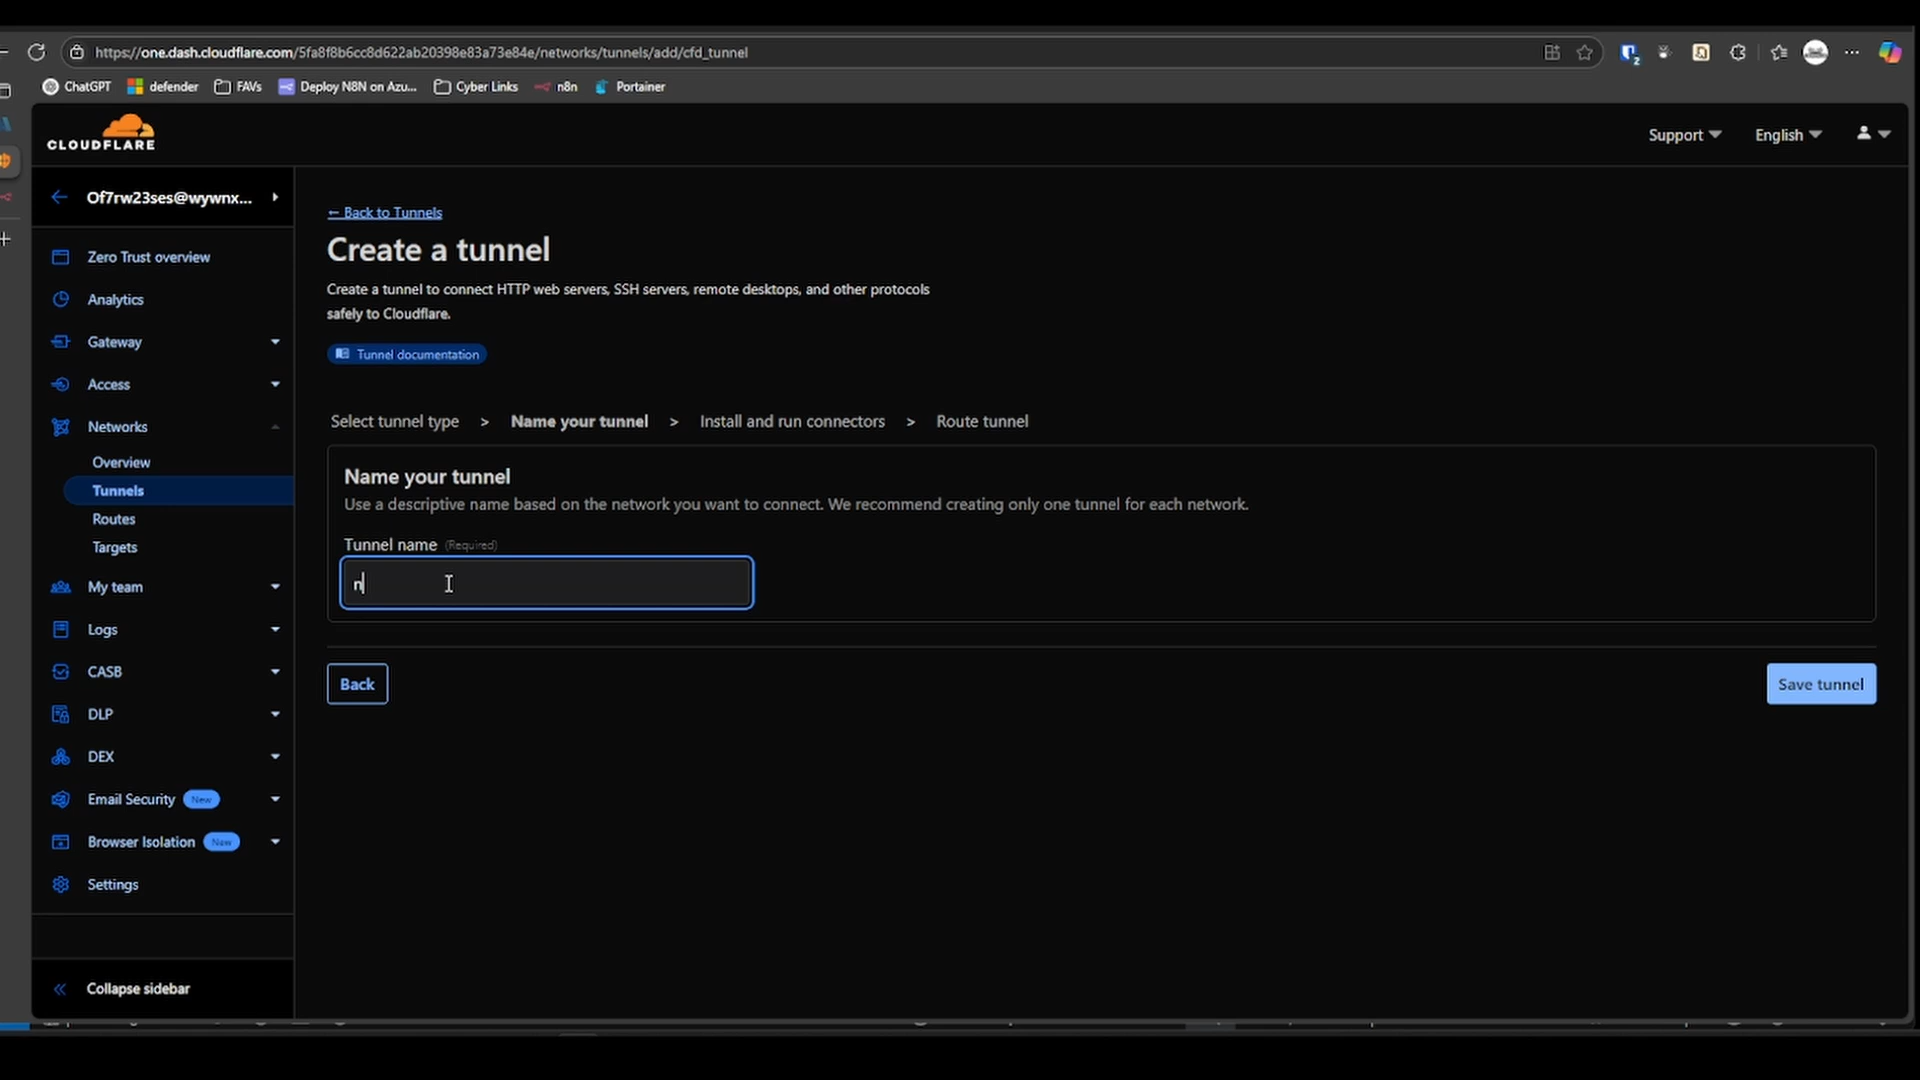 https://one.dash.cloudflare.com/5fa8f8b6cc8d622ab20398e83a73e84e/networks/tunnels/add/cfd_tunnel
2
ChatGPT defender FAVs Deploy N8N on Azu... Cyber Links n8n Portainer
CLOUDFLARE
Support English
Of7rw23ses@wywnx...
Zero Trust overview
Analytics
Gateway
Access
Networks
Overview
Tunnels
Routes
Targets
My team
Logs
CASB
DLP
DEX
Email Security New
Browser Isolation New
Settings
Collapse sidebar
← Back to Tunnels
Create a tunnel
Create a tunnel to connect HTTP web servers, SSH servers, remote desktops, and other protocols
safely to Cloudflare.
Tunnel documentation
Select tunnel type > Name your tunnel > Install and run connectors > Route tunnel
Name your tunnel
Use a descriptive name based on the network you want to connect. We recommend creating only one tunnel for each network.
Tunnel name (Required)
n
Back
Save tunnel